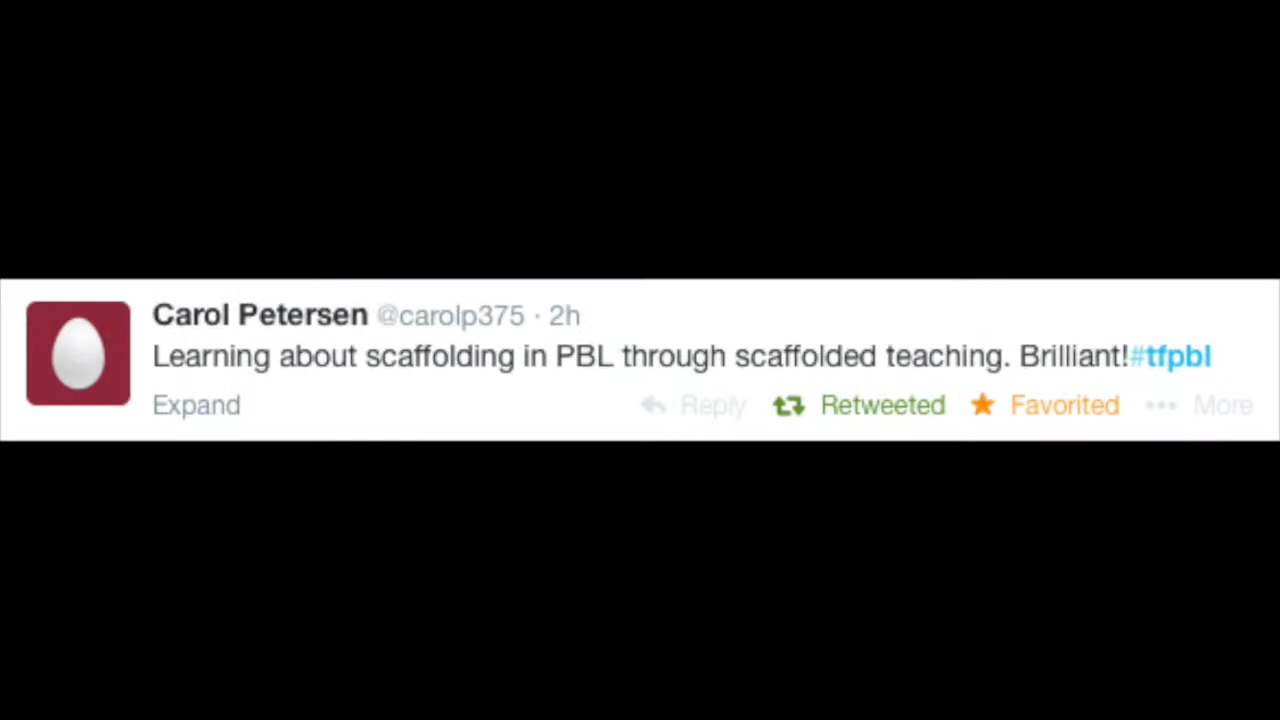 Carol Petersen @carolp375 · 2h
Learning about scaffolding in PBL through scaffolded teaching. Brilliant!#tfpbl
Expand Reply Retweeted Favorited More